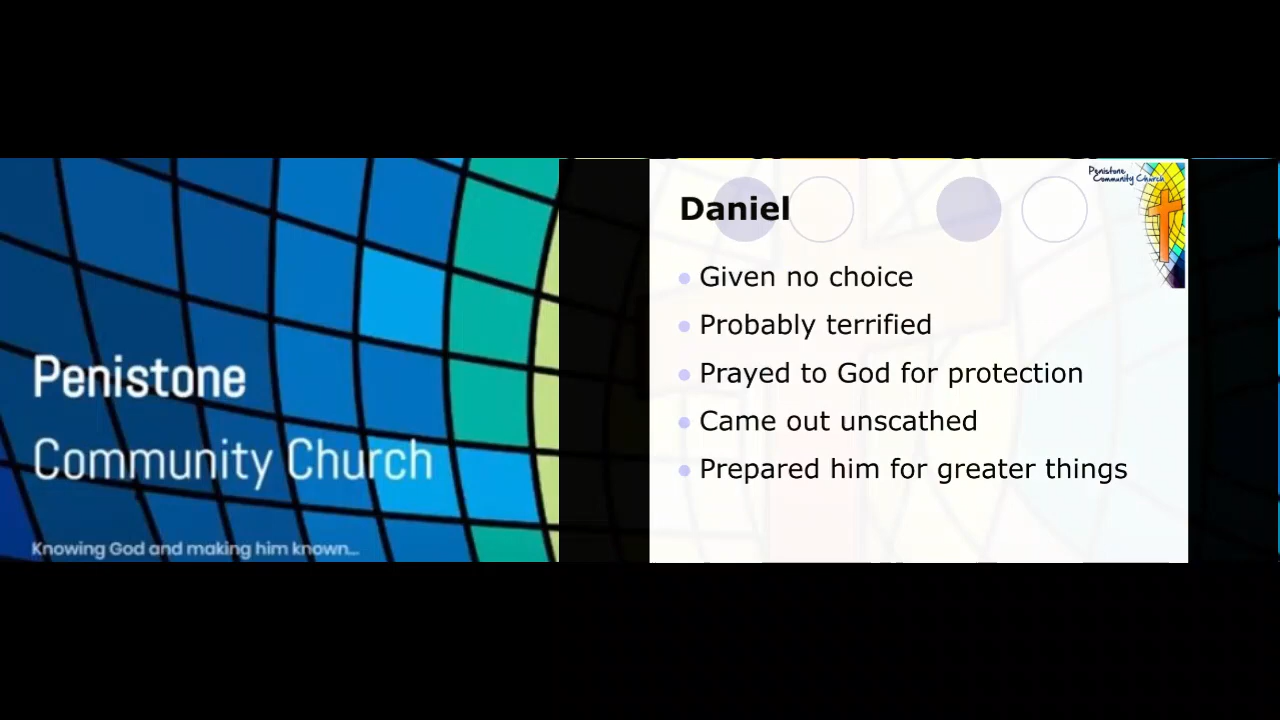 Penistone
Community Church
Knowing God and making him known...
Penistone
Community Church
Daniel
Given no choice
Probably terrified
Prayed to God for protection
Came out unscathed
Prepared him for greater things